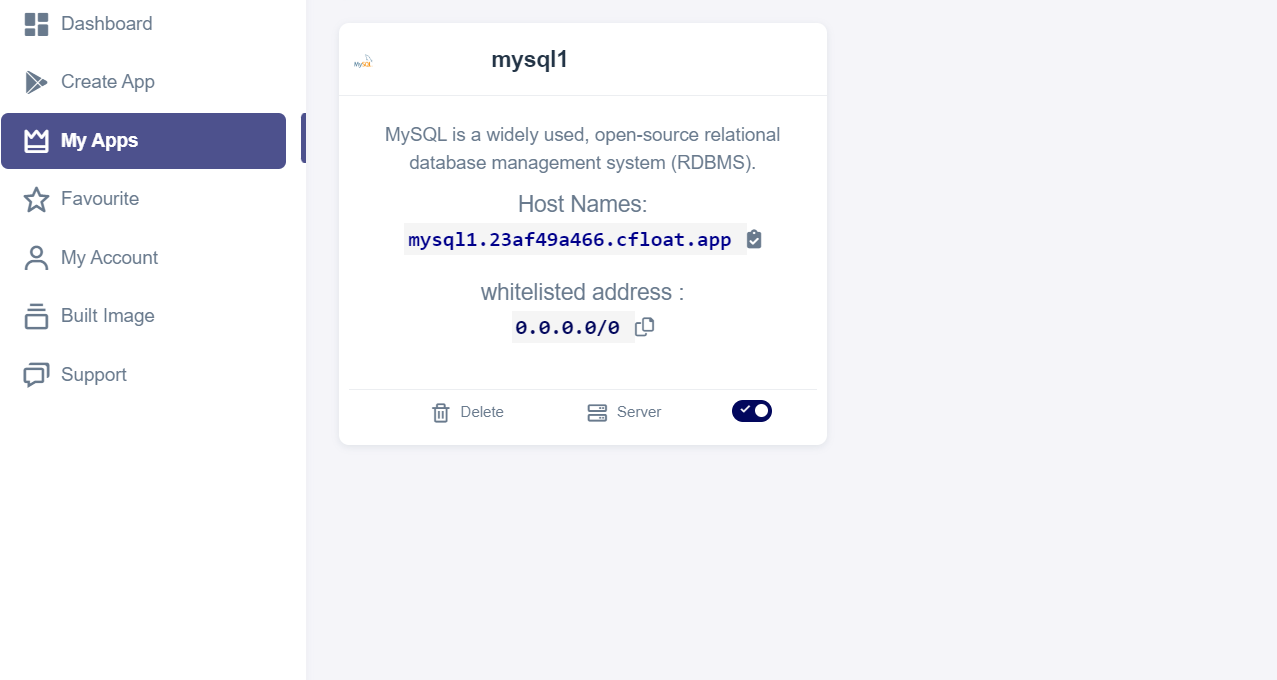 Dashboard
Create App
My Apps
Favourite
My Account
Built Image
Support
MySQL
mysql1
MySQL is a widely used, open-source relational
database management system (RDBMS).
Host Names:
mysql1.23af49a466.cfloat.app
whitelisted address :
0.0.0.0/0
Delete
Server